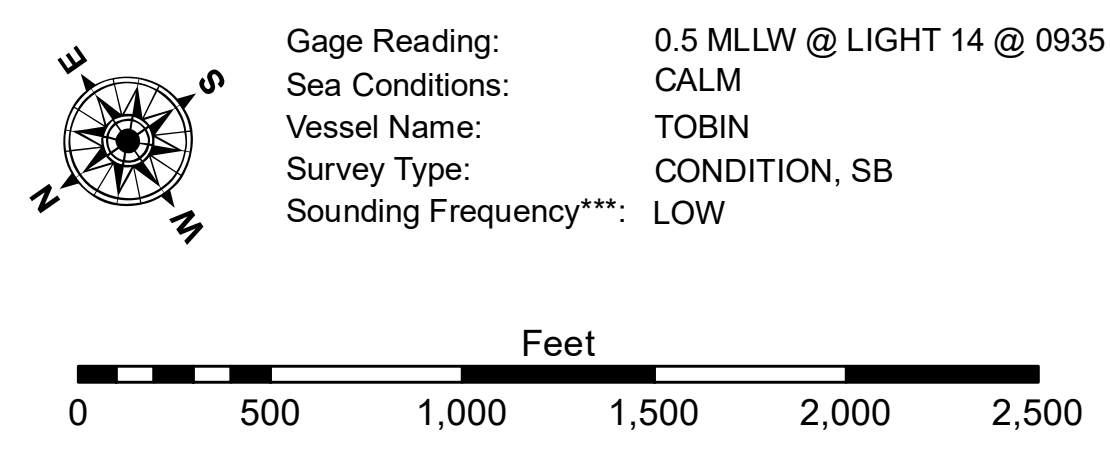 E
S
N
W
Gage Reading: 0.5 MLLW @ LIGHT 14 @ 0935
Sea Conditions: CALM
Vessel Name: TOBIN
Survey Type: CONDITION, SB
Sounding Frequency***: LOW
Feet
0 500 1,000 1,500 2,000 2,500